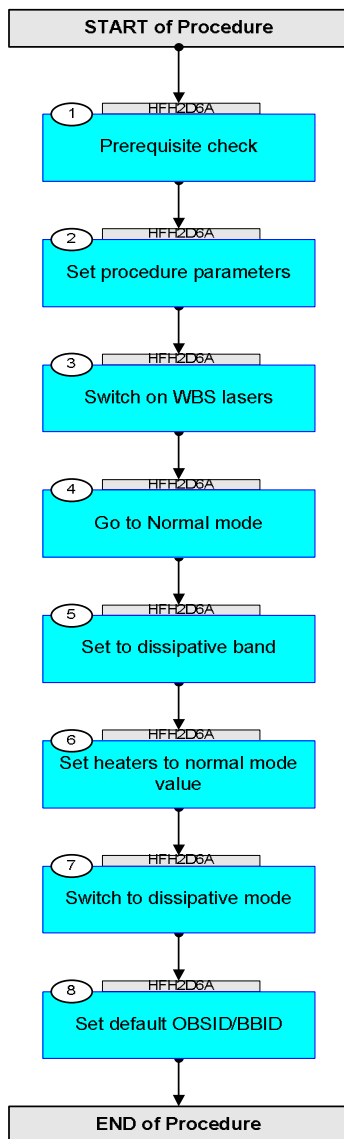 START of Procedure
HFH2D6A
1
Prerequisite check
HFH2D6A
2
Set procedure parameters
HFH2D6A
3
Switch on WBS lasers
HFH2D6A
4
Go to Normal mode
HFH2D6A
5
Set to dissipative band
HFH2D6A
6
Set heaters to normal mode
value
HFH2D6A
7
Switch to dissipative mode
HFH2D6A
8
Set default OBSID/BBID
END of Procedure